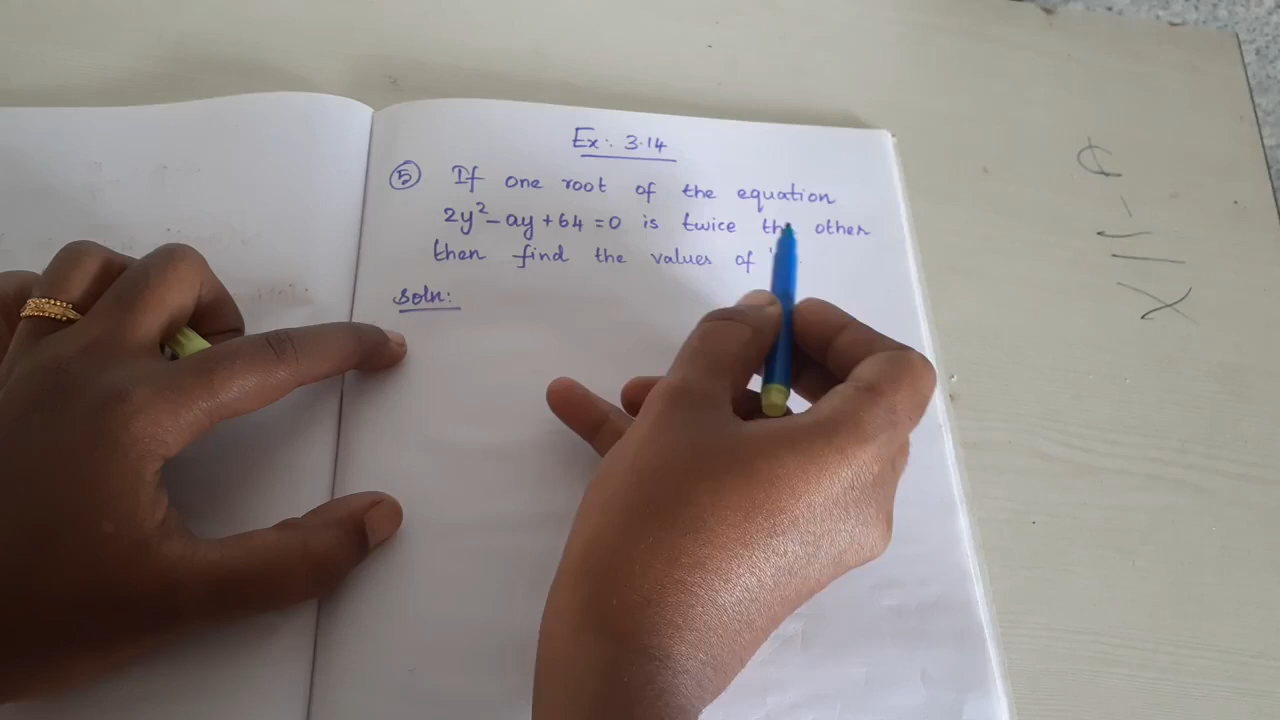 Ex: 3.14
5 If one root of the equation
2y² - ay + 64 = 0 is twice the other
then find the values of
Soln: